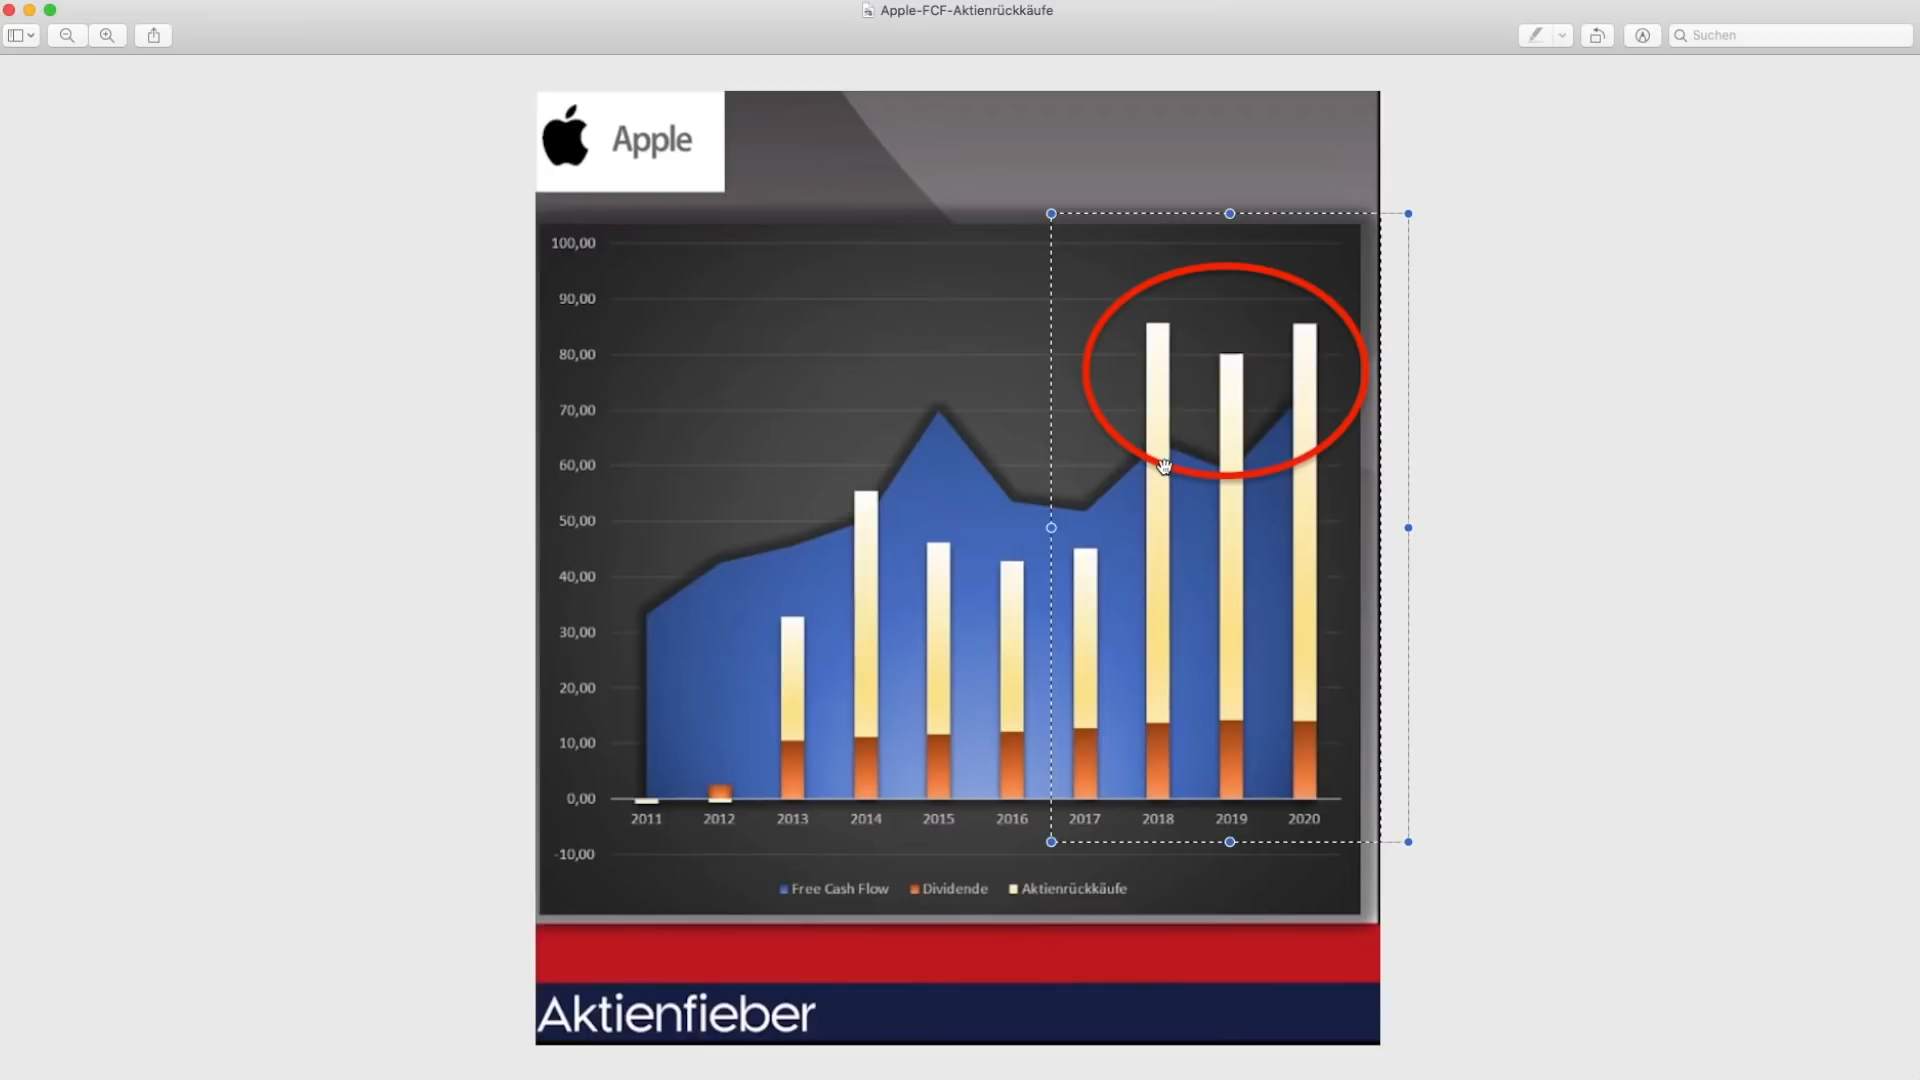 Apple-FCF-Aktienrückkäufe
Suchen
Apple
100,00
90,00
80,00
70,00
60,00
50,00
40,00
30,00
20,00
10,00
0,00
2011 2012 2013 2014 2015 2016 2017 2018 2019 2020
-10,00
Free Cash Flow Dividende Aktienrückkäufe
Aktienfieber